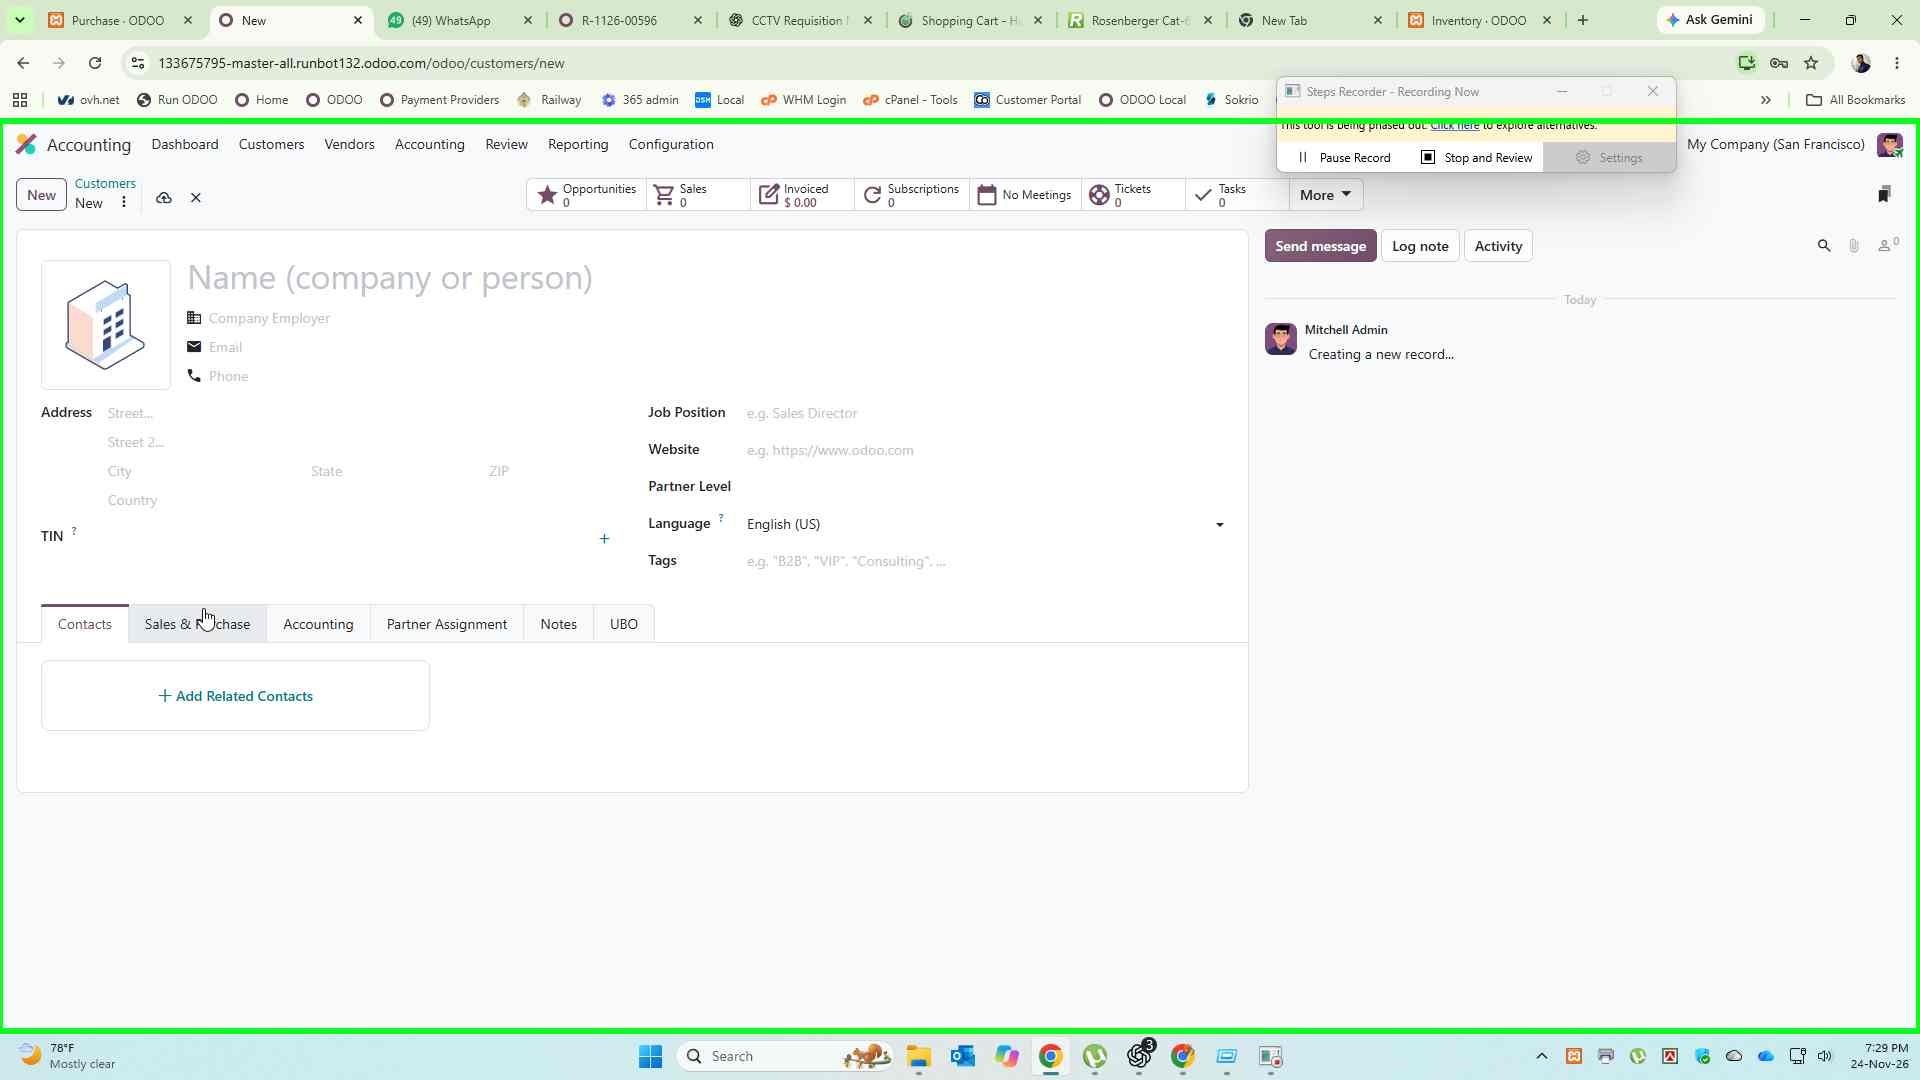 Purchase · ODOO
New
49
(49) WhatsApp
R-1126-00596
CCTV Requisition
Shopping Cart - H
Rosenberger Cat-6
New Tab
Inventory · ODOO
Ask Gemini
133675795-master-all.runbot132.odoo.com/odoo/customers/new
ovh.net
Run ODOO
Home
ODOO
Payment Providers
Railway
365 admin
DSM Local
cP WHM Login
cP cPanel - Tools
Customer Portal
ODOO Local
Sokrio
All Bookmarks
Steps Recorder - Recording Now
This tool is being phased out. Click here to explore alternatives.
Pause Record
Stop and Review
Settings
Accounting
Dashboard
Customers
Vendors
Accounting
Review
Reporting
Configuration
My Company (San Francisco)
New
Customers
New
Opportunities
0
Sales
0
Invoiced
$ 0.00
Subscriptions
0
No Meetings
Tickets
0
Tasks
0
More
Name (company or person)
Company Employer
Email
Phone
Address
Street...
Street 2...
City
State
ZIP
Country
TIN ?
+
Job Position
e.g. Sales Director
Website
e.g. https://www.odoo.com
Partner Level
Language ?
English (US)
Tags
e.g. "B2B", "VIP", "Consulting", ...
Contacts
Sales & Purchase
Accounting
Partner Assignment
Notes
UBO
+ Add Related Contacts
Send message
Log note
Activity
0
Today
Mitchell Admin
Creating a new record...
78°F
Mostly clear
Search
3
7:29 PM
24-Nov-26